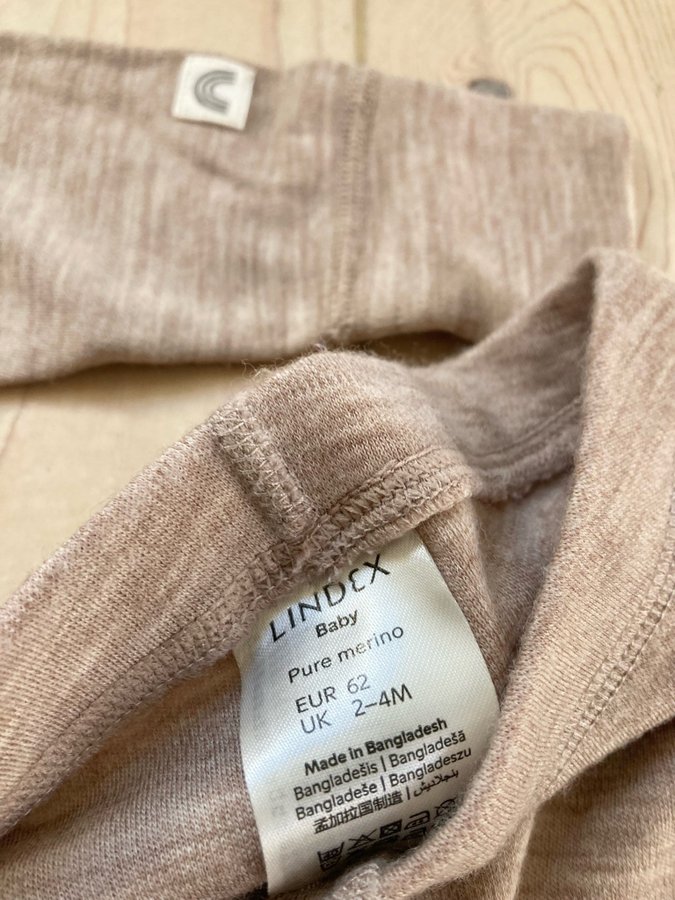 LINDEX
Baby
Pure merino
EUR 62
UK 2–4M
Made in Bangladesh
Bangladešis | Bangladešā
Bangladeše | Bangladeszu
孟加拉国制造 | بنجلاديش